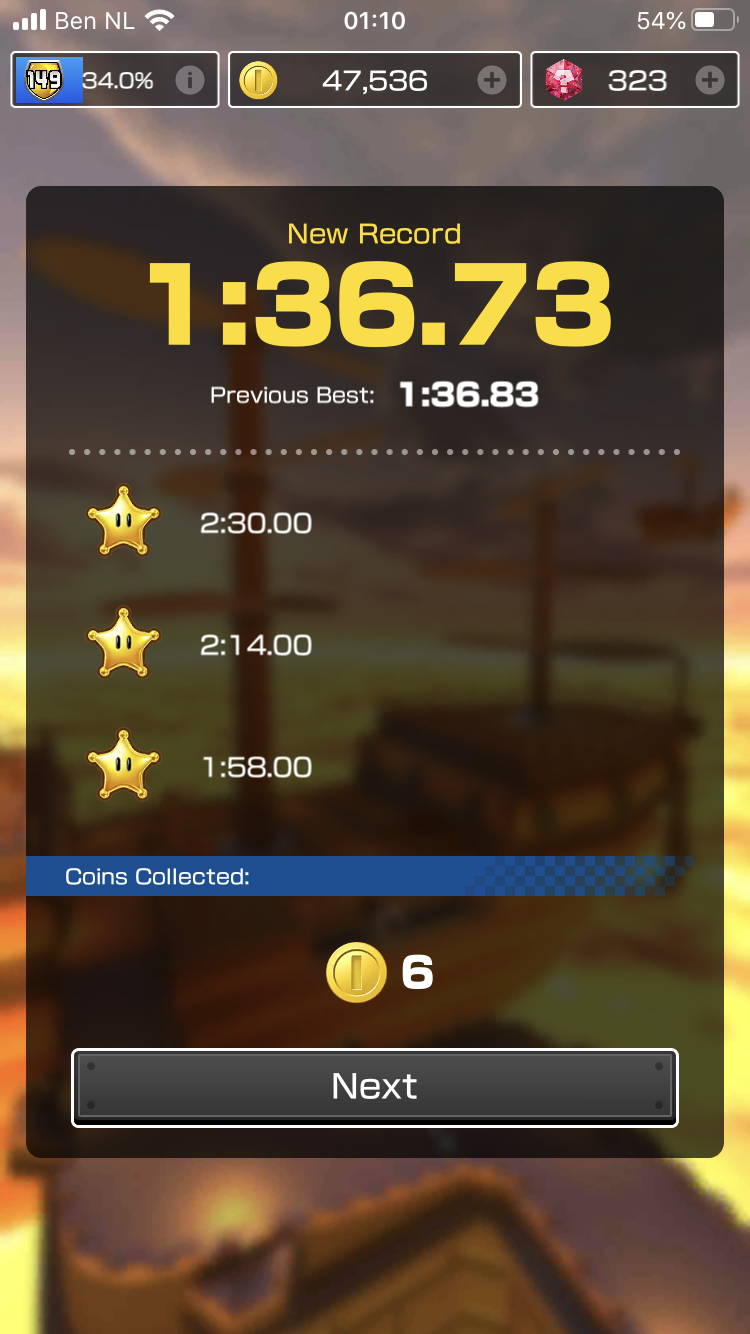 Ben NL 01:10 54%
149 34.0% i 47,536 + ? 323 +
New Record
1:36.73
Previous Best: 1:36.83
2:30.00
2:14.00
1:58.00
Coins Collected:
6
Next